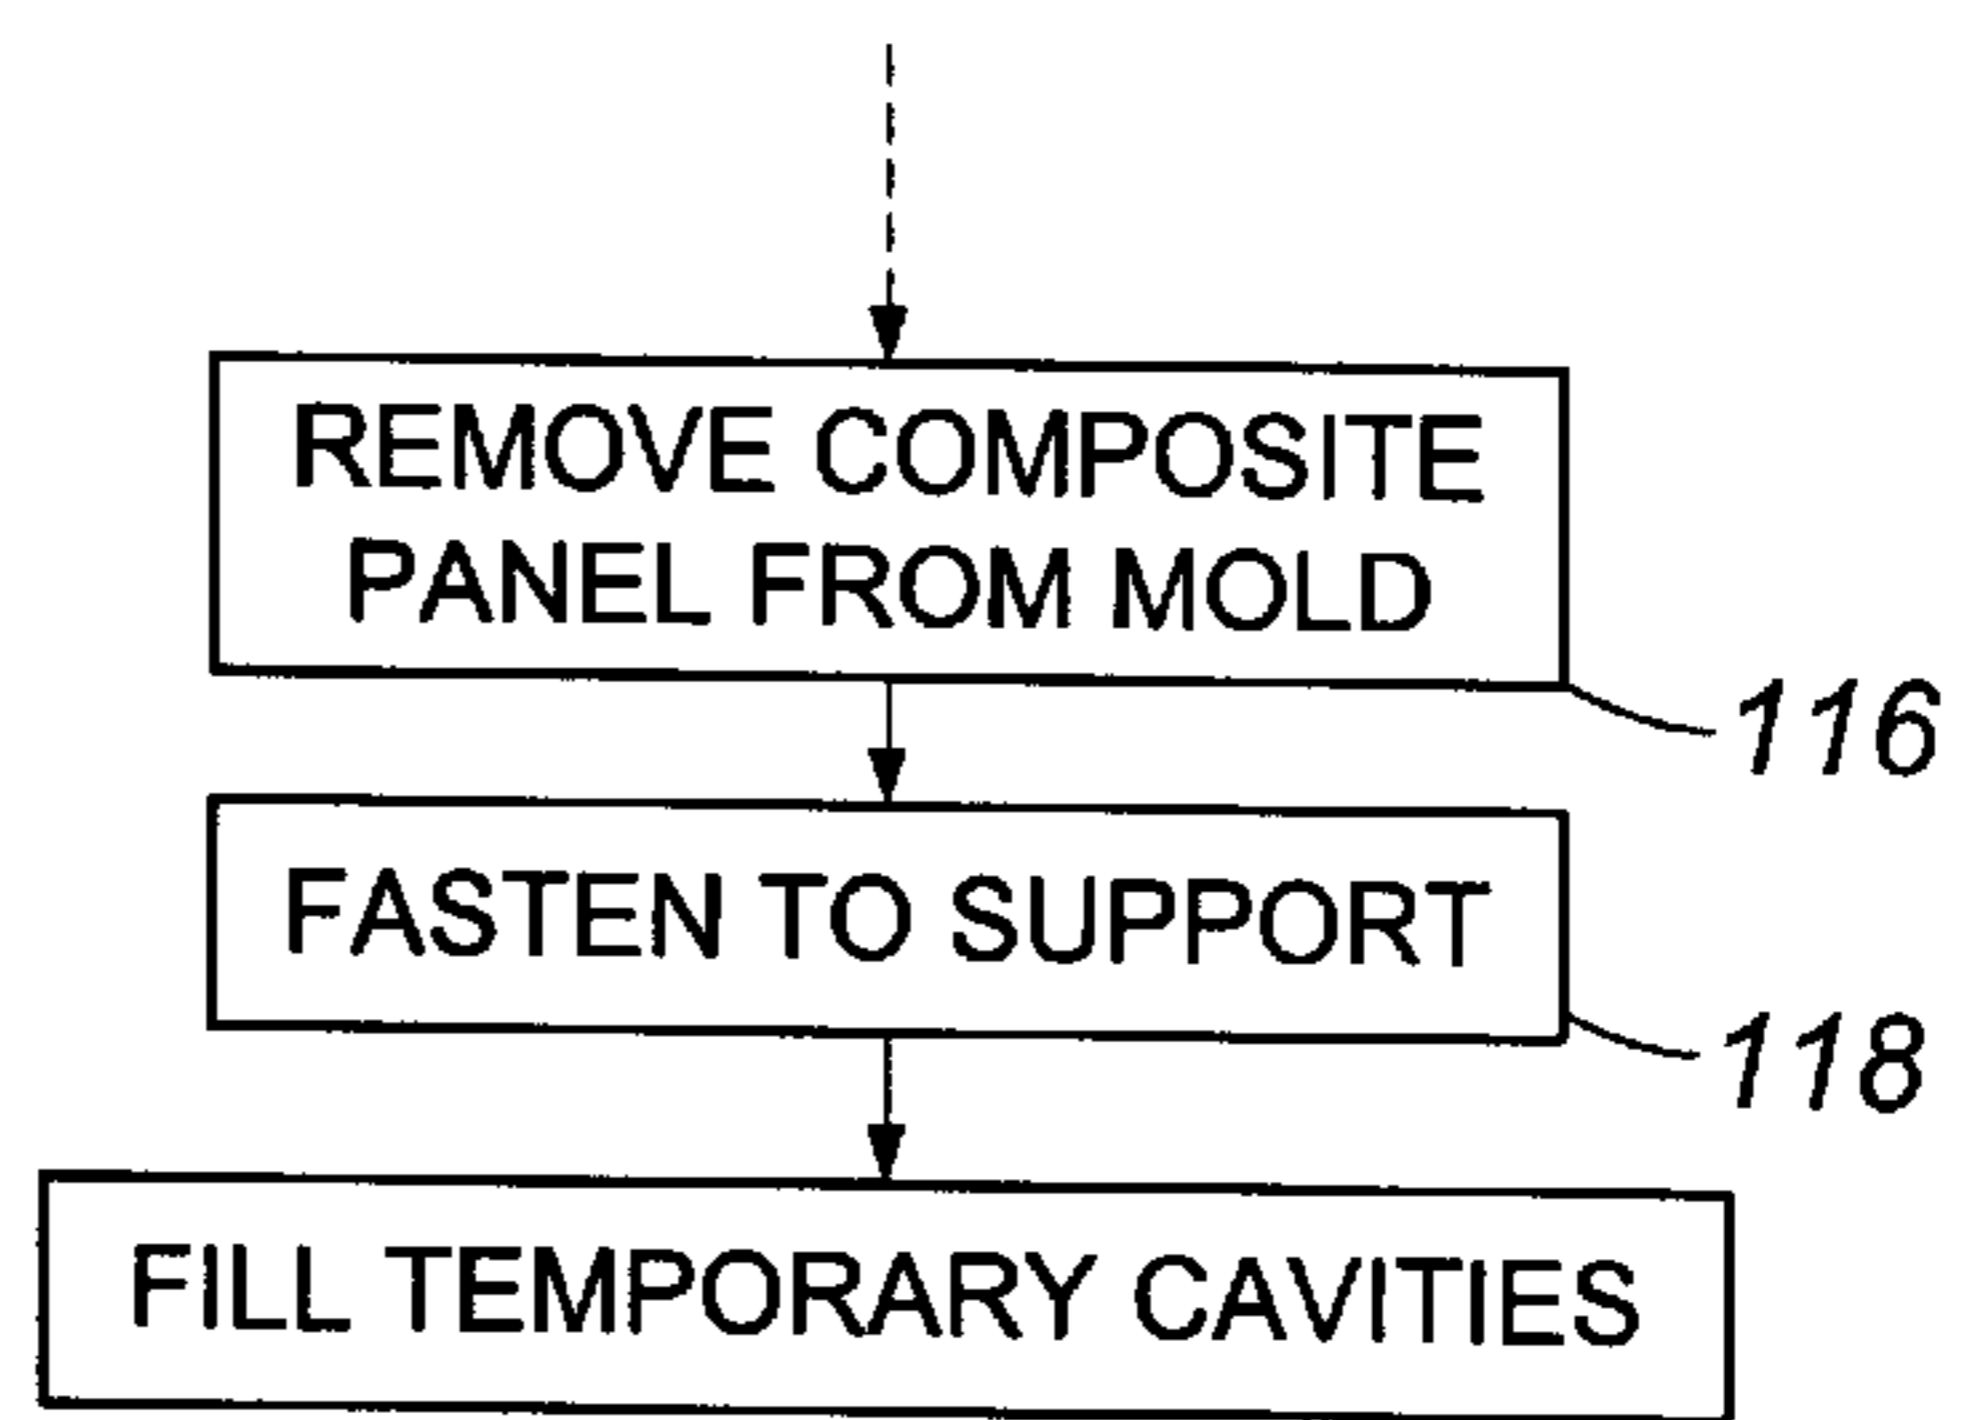 REMOVE COMPOSITE
PANEL FROM MOLD
116
FASTEN TO SUPPORT
118
FILL TEMPORARY CAVITIES